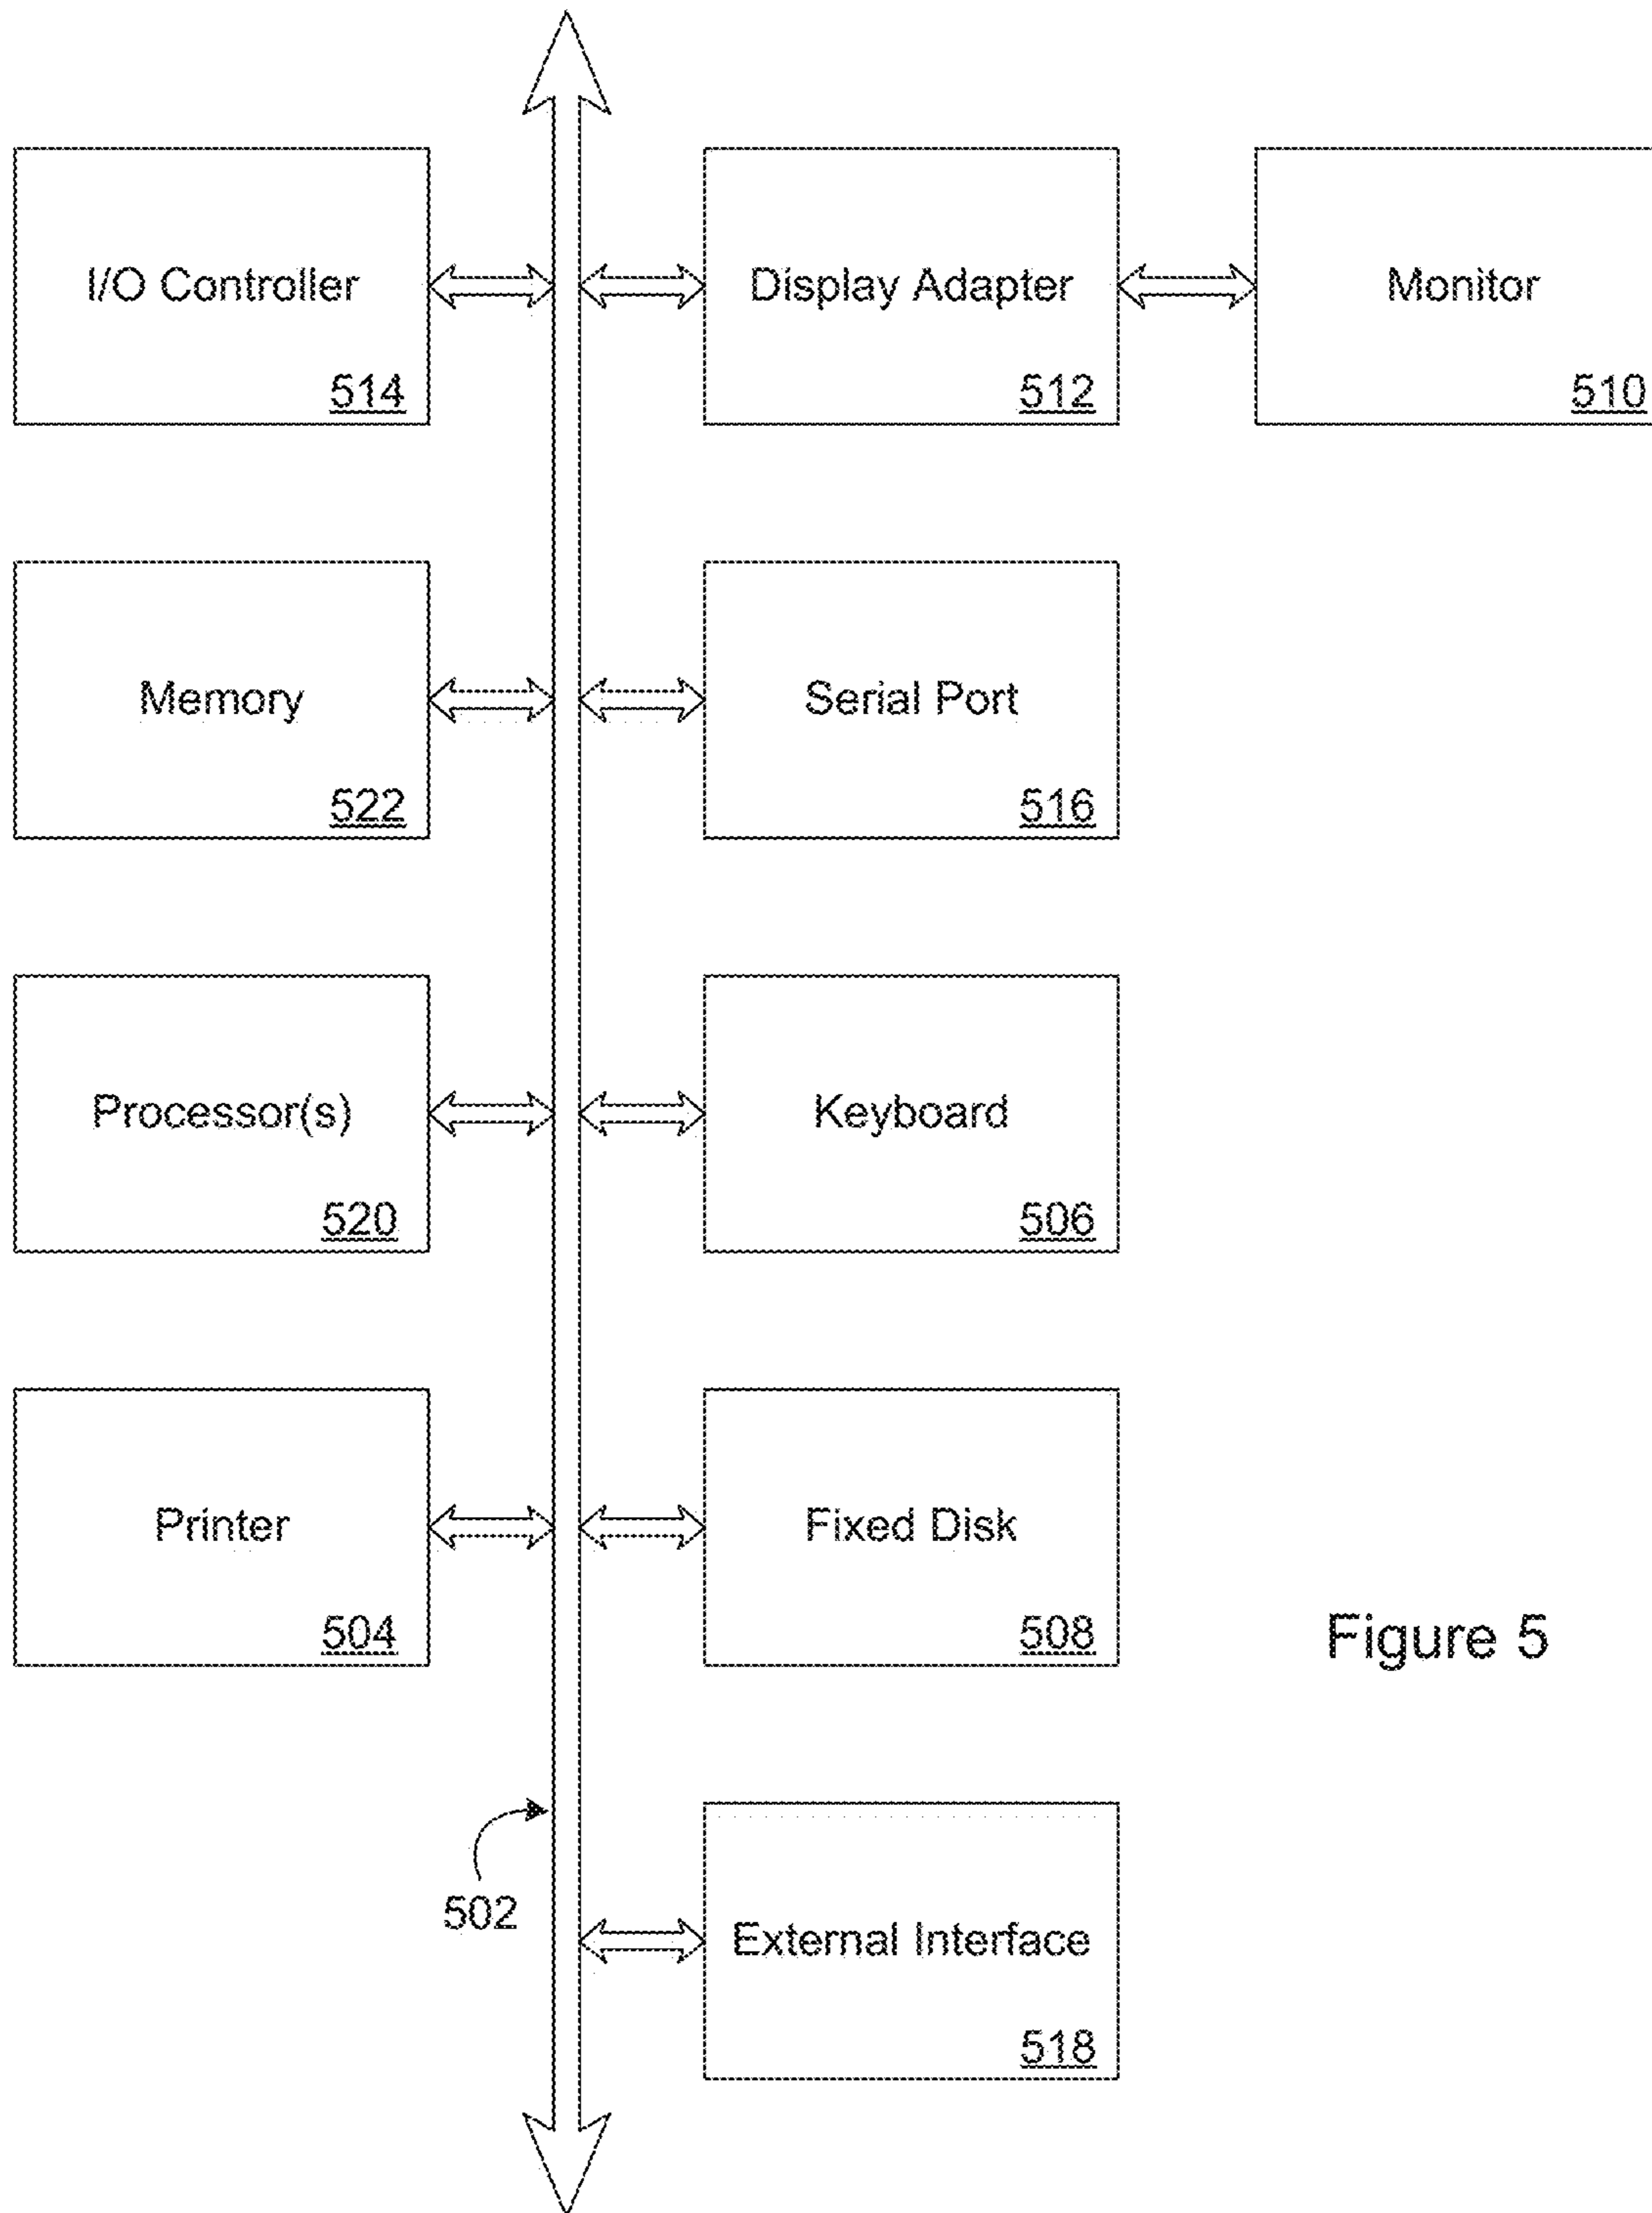 I/O Controller
514
Display Adapter
512
Monitor
510
Memory
522
Serial Port
516
Processor(s)
520
Keyboard
506
Printer
504
Fixed Disk
508
Figure 5
502
External Interface
518